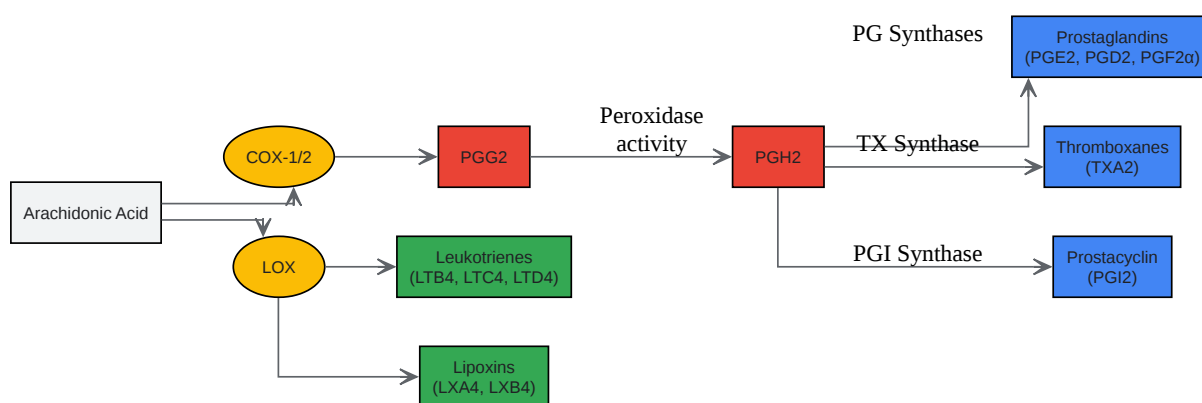 PG Synthases
Prostaglandins
(PGE2, PGD2, PGF2α)
Peroxidase
activity
COX-1/2
PGG2
PGH2
TX Synthase
Thromboxanes
(TXA2)
Arachidonic Acid
LOX
Leukotrienes
(LTB4, LTC4, LTD4)
PGI Synthase
Prostacyclin
(PGI2)
Lipoxins
(LXA4, LXB4)